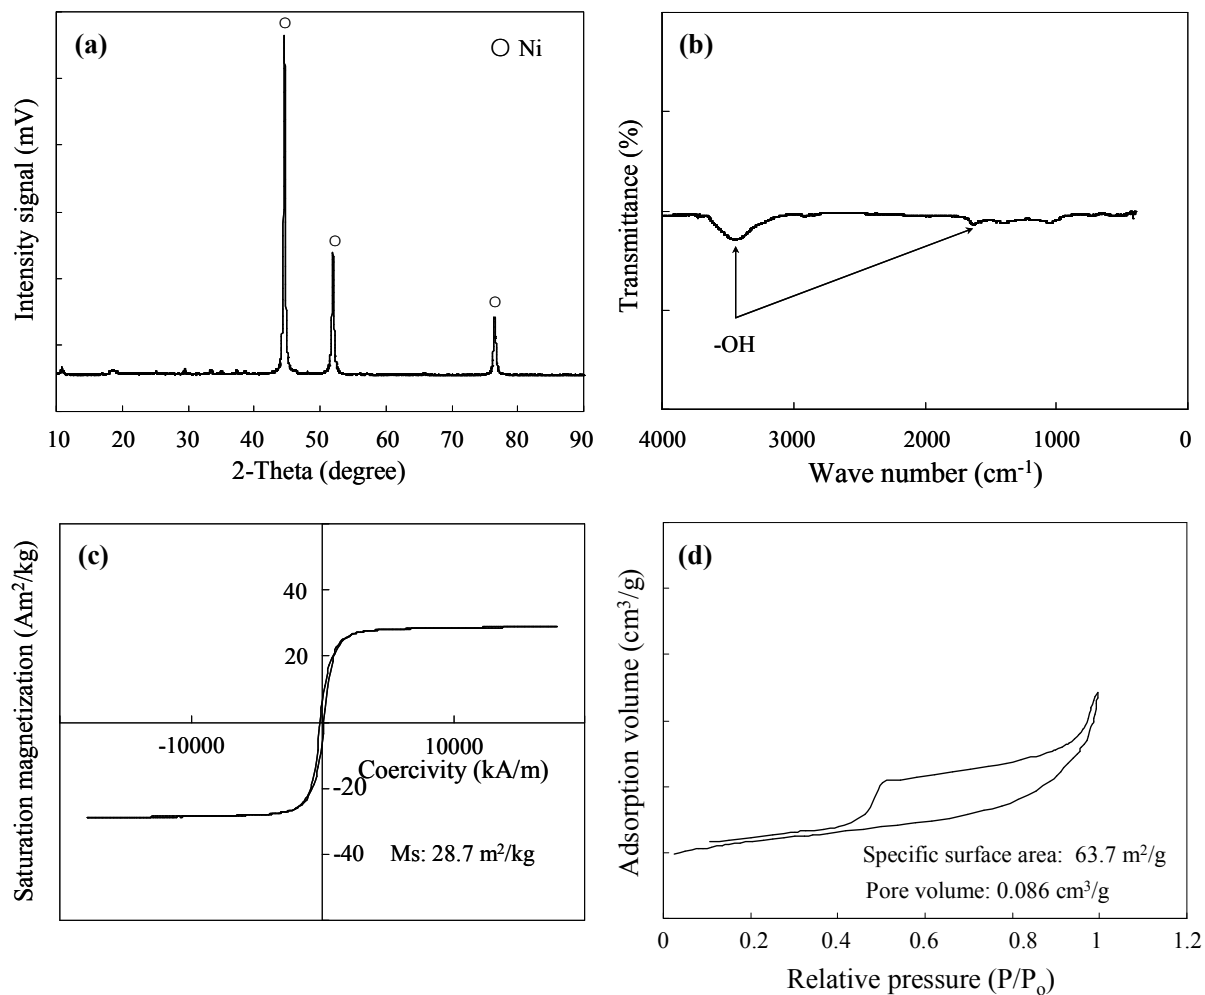 (a)
○ Ni
Intensity signal (mV)
10 20 30 40 50 60 70 80 90
2-Theta (degree)
(b)
Transmittance (%)
-OH
4000 3000 2000 1000 0
Wave number (cm⁻¹)
(c)
Saturation magnetization (Am²/kg)
40
20
-10000 10000
Coercivity (kA/m)
-20
-40
Ms: 28.7 m²/kg
(d)
Adsorption volume (cm³/g)
Specific surface area: 63.7 m²/g
Pore volume: 0.086 cm³/g
0 0.2 0.4 0.6 0.8 1 1.2
Relative pressure (P/Pₒ)